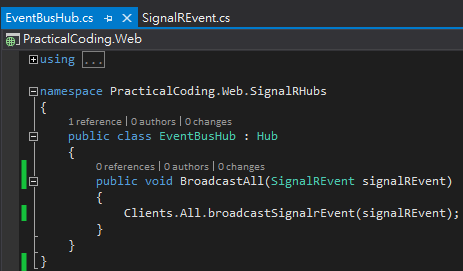 EventBusHub.cs SignalREvent.cs
PracticalCoding.Web
using ...
namespace PracticalCoding.Web.SignalRHubs
{
1 reference | 0 authors | 0 changes
public class EventBusHub : Hub
{
0 references | 0 authors | 0 changes
public void BroadcastAll(SignalREvent signalREvent)
{
Clients.All.broadcastSignalrEvent(signalREvent);
}
}
}